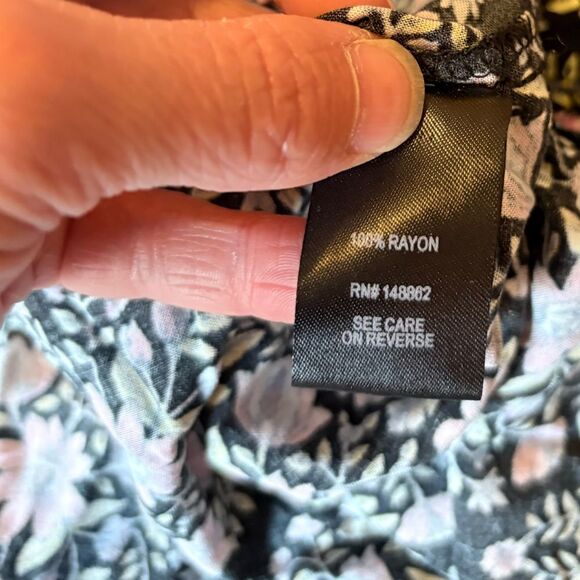 100% RAYON
RN# 148862
SEE CARE
ON REVERSE